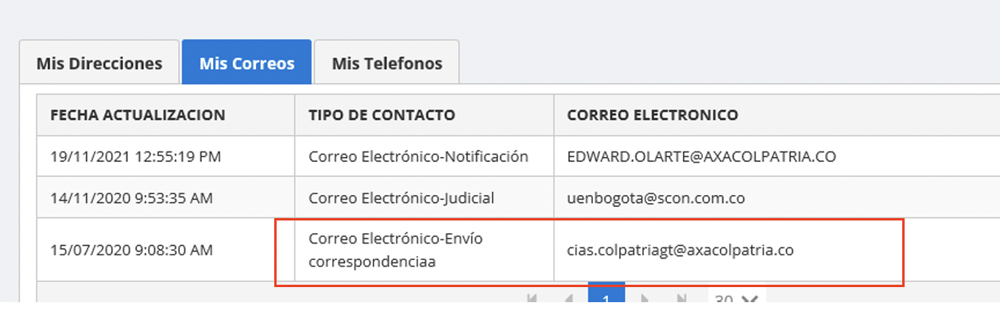 Mis Direcciones Mis Correos Mis Telefonos
FECHA ACTUALIZACION TIPO DE CONTACTO CORREO ELECTRONICO
19/11/2021 12:55:19 PM Correo Electrónico-Notificación EDWARD.OLARTE@AXACOLPATRIA.CO
14/11/2020 9:53:35 AM Correo Electrónico-Judicial uenbogota@scon.com.co
15/07/2020 9:08:30 AM Correo Electrónico-Envío correspondenciaa cias.colpatriagt@axacolpatria.co
1 30